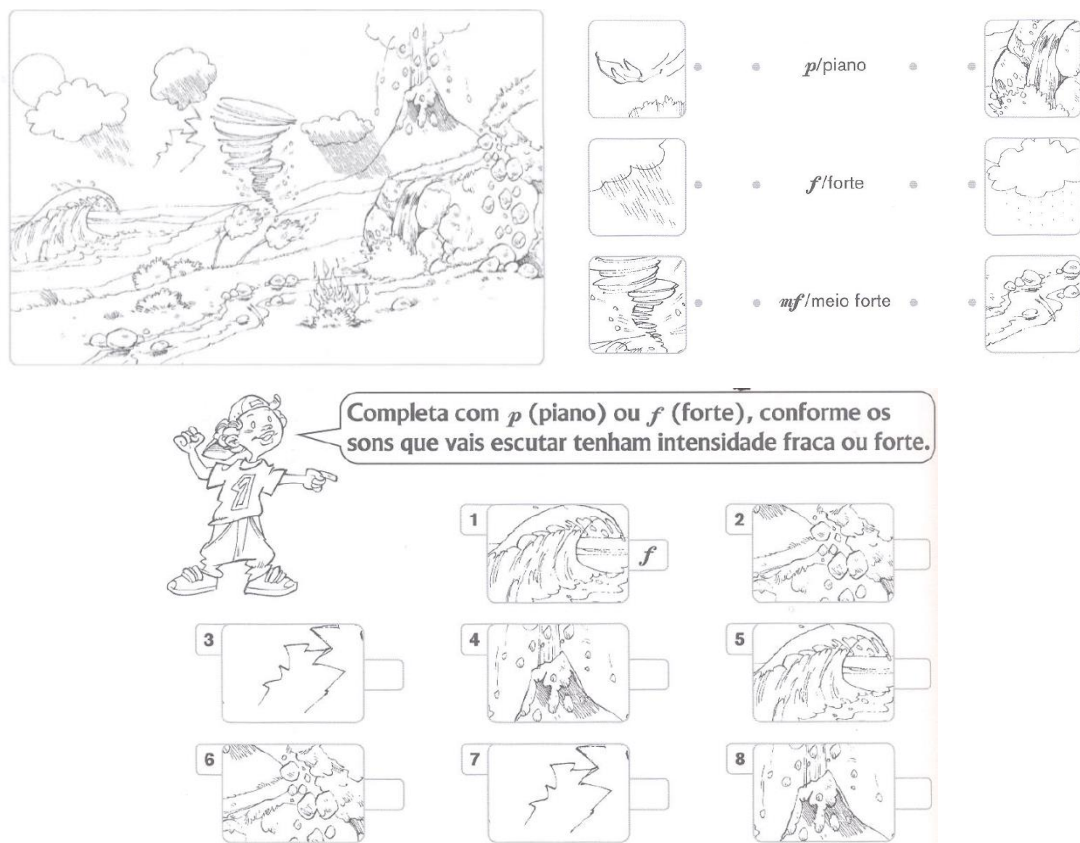 p/piano
f/forte
mf/meio forte
Completa com p (piano) ou f (forte), conforme os
sons que vais escutar tenham intensidade fraca ou forte.
1
f
2
3
4
5
6
7
8